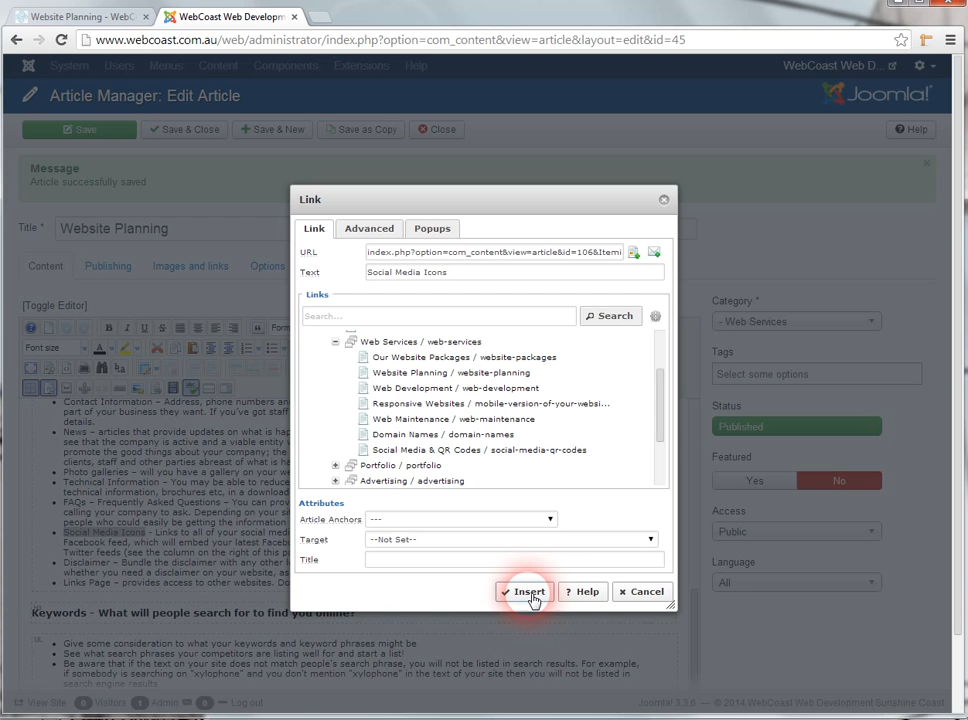 Website Planning - WebC
WebCoast Web Developm
www.webcoast.com.au/web/administrator/index.php?option=com_content&view=article&layout=edit&id=45
System Users Menus Content Components Extensions Help
WebCoast Web D...
Article Manager: Edit Article
Joomla!
Save
Save & Close
Save & New
Save as Copy
Close
Help
Message
Article successfully saved
Title *
Website Planning
Content
Publishing
Images and links
Options
[Toggle Editor]
Font size
Contact Information – Address, phone numbers an
part of your business they want. If you've got staff
details.
News – articles that provide updates on what is hap
see that the company is active and a viable entity
promote the good things about your company; the
clients, staff and other parties abreast of what is ha
Photo galleries – will you have a gallery on your we
Technical Information – You may be able to reduce
technical information, brochures etc, in a download
FAQs – Frequently Asked Questions – You can prov
calling your company to ask. Depending on your si
people who could easily be getting the information
Social Media Icons - Links to all of your social med
Facebook feed, which will embed your latest Faceb
Twitter feeds (see the column on the right of this p
Disclaimer – Bundle the disclaimer with any other l
whether you need a disclaimer on your website, as
Links Page – provides access to other websites. Do
Keywords - What will people search for to find you online?
Give some consideration to what your keywords and keyword phrases might be
See what search phrases your competitors are listing well for and start a list!
Be aware that if the text on your site does not match people's search phrase, you will not be listed in search results. For example,
if somebody is searching on "xylophone" and you don't mention "xylophone" in the text of your site then you will not be listed in
search engine results.
Link
Link
Advanced
Popups
URL
index.php?option=com_content&view=article&id=106&Itemi
Text
Social Media Icons
Links
Search...
Search
Web Services / web-services
Our Website Packages / website-packages
Website Planning / website-planning
Web Development / web-development
Responsive Websites / mobile-version-of-your-websi...
Web Maintenance / web-maintenance
Domain Names / domain-names
Social Media & QR Codes / social-media-qr-codes
Portfolio / portfolio
Advertising / advertising
Attributes
Article Anchors
---
Target
--Not Set--
Title
Insert
Help
Cancel
Category *
- Web Services
Tags
Select some options
Status
Published
Featured
Yes
No
Access
Public
Language
All
View Site
0 Visitors
1 Admin
0
Log out
Joomla! 3.3.6 — © 2014 WebCoast Web Development Sunshine Coast